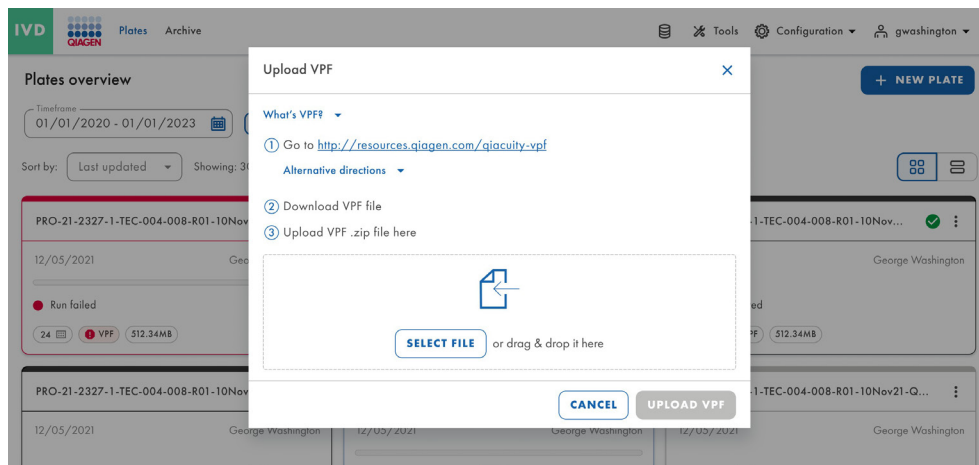 IVD
QIAGEN
Plates
Archive
Tools
Configuration
gwashington
Plates overview
+ NEW PLATE
Timeframe
01/01/2020 - 01/01/2023
Sort by:
Last updated
Showing: 30
Upload VPF
What's VPF?
1 Go to http://resources.qiagen.com/qiacuity-vpf
Alternative directions
2 Download VPF file
3 Upload VPF .zip file here
SELECT FILE or drag & drop it here
CANCEL
UPLOAD VPF
PRO-21-2327-1-TEC-004-008-R01-10Nov
-1-TEC-004-008-R01-10Nov...
12/05/2021
Geo
George Washington
Run failed
ed
24
VPF
512.34MB
PF
512.34MB
PRO-21-2327-1-TEC-004-008-R01-10Nov
-1-TEC-004-008-R01-10Nov21-Q...
12/05/2021
George Washington
12/05/2021
George Washington
12/05/2021
George Washington